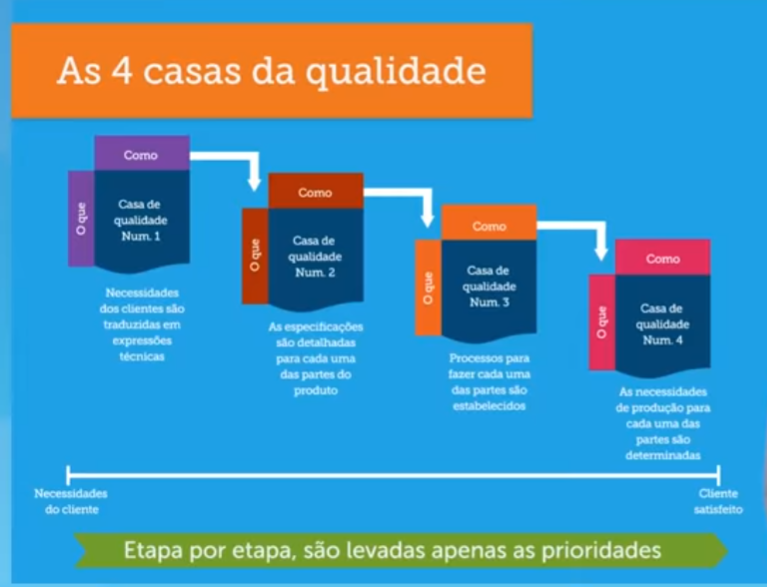 As 4 casas da qualidade
Como
O que
Casa de
qualidade
Num. 1
Necessidades
dos clientes são
traduzidas em
expressões
técnicas
Como
O que
Casa de
qualidade
Num. 2
As especificações
são detalhadas
para cada uma
das partes do
produto
Como
O que
Casa de
qualidade
Num. 3
Processos para
fazer cada uma
das partes são
estabelecidos
Como
O que
Casa de
qualidade
Num. 4
As necessidades
de produção para
cada uma das
partes são
determinadas
Necessidades
do cliente
Cliente
satisfeito
Etapa por etapa, são levadas apenas as prioridades